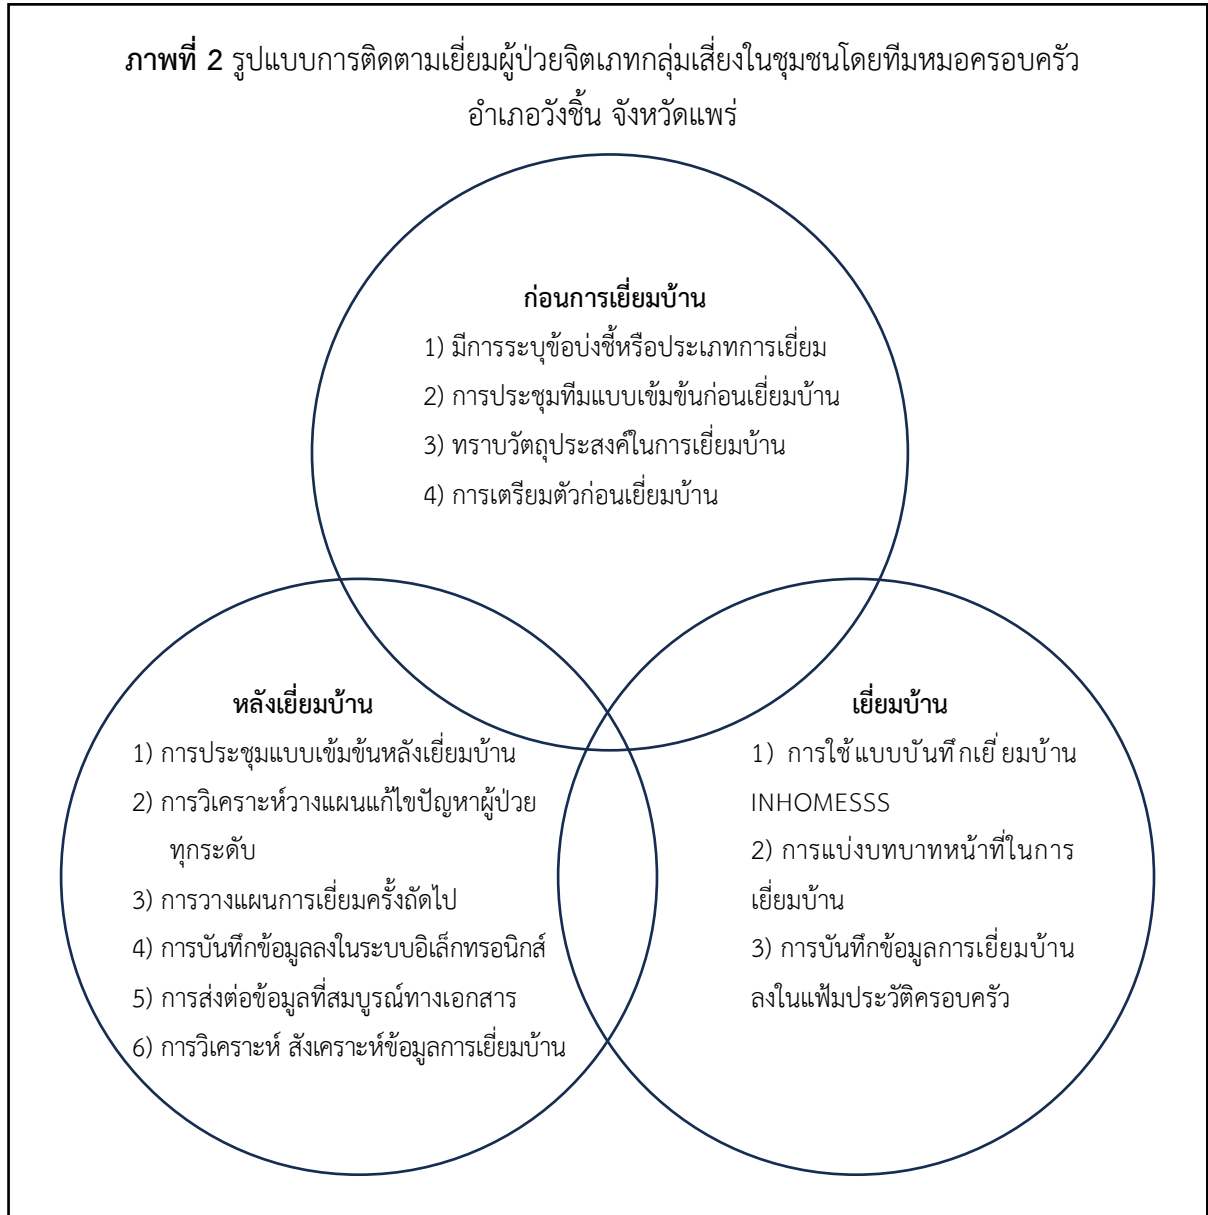 ภาพที่ 2 รูปแบบการติดตามเยี่ยมผู้ป่วยจิตเภทกลุ่มเสี่ยงในชุมชนโดยทีมหมอครอบครัว
อำเภอวังชิ้น จังหวัดแพร่
ก่อนการเยี่ยมบ้าน
1) มีการระบุข้อบ่งชี้หรือประเภทการเยี่ยม
2) การประชุมทีมแบบเข้มข้นก่อนเยี่ยมบ้าน
3) ทราบวัตถุประสงค์ในการเยี่ยมบ้าน
4) การเตรียมตัวก่อนเยี่ยมบ้าน
หลังเยี่ยมบ้าน
1) การประชุมแบบเข้มข้นหลังเยี่ยมบ้าน
2) การวิเคราะห์วางแผนแก้ไขปัญหาผู้ป่วย
ทุกระดับ
3) การวางแผนการเยี่ยมครั้งถัดไป
4) การบันทึกข้อมูลลงในระบบอิเล็กทรอนิกส์
5) การส่งต่อข้อมูลที่สมบูรณ์ทางเอกสาร
6) การวิเคราะห์ สังเคราะห์ข้อมูลการเยี่ยมบ้าน
เยี่ยมบ้าน
1) การใช้แบบบันทึกเยี่ยมบ้าน
INHOMESSS
2) การแบ่งบทบาทหน้าที่ในการ
เยี่ยมบ้าน
3) การบันทึกข้อมูลการเยี่ยมบ้าน
ลงในแฟ้มประวัติครอบครัว